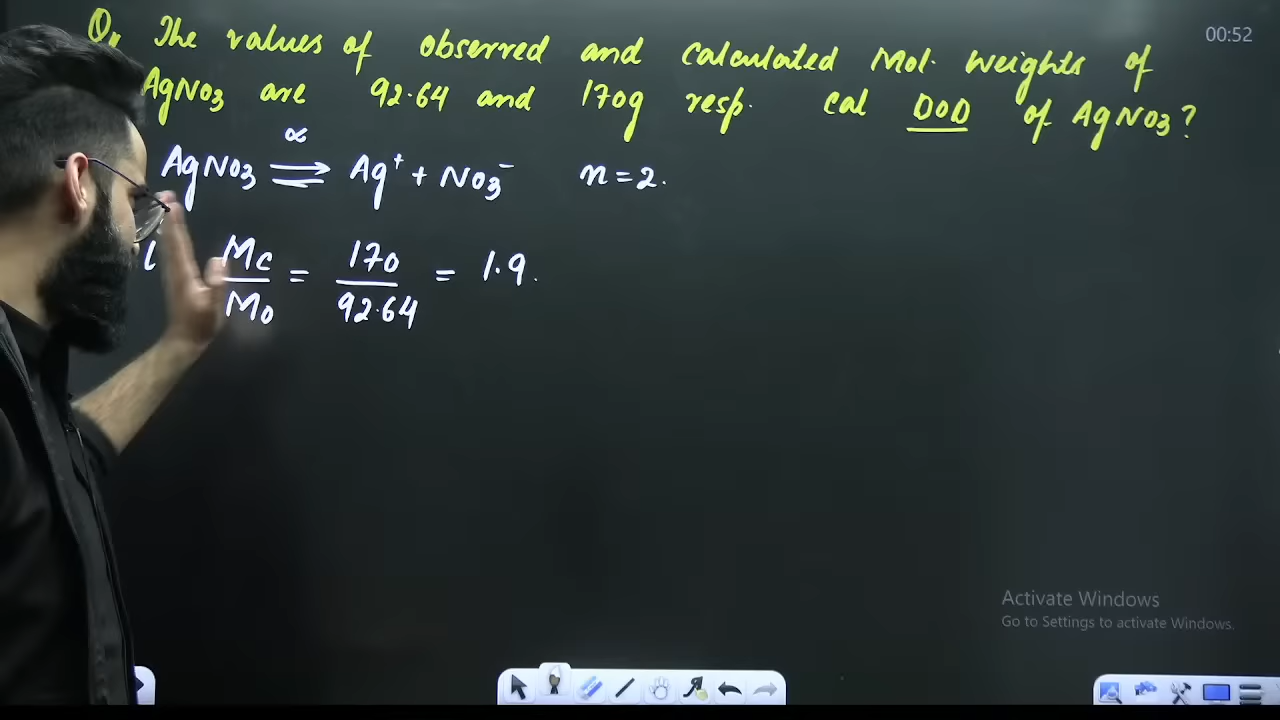 00:52
Q. The values of observed and calculated Mol. weights of
AgNO3 are 92.64 and 170g resp. cal DOD of AgNO3?
AgNO3 ⇌ Ag⁺ + NO3⁻ n=2.
α
i Mc/Mo = 170/92.64 = 1.9.
Activate Windows
Go to Settings to activate Windows.